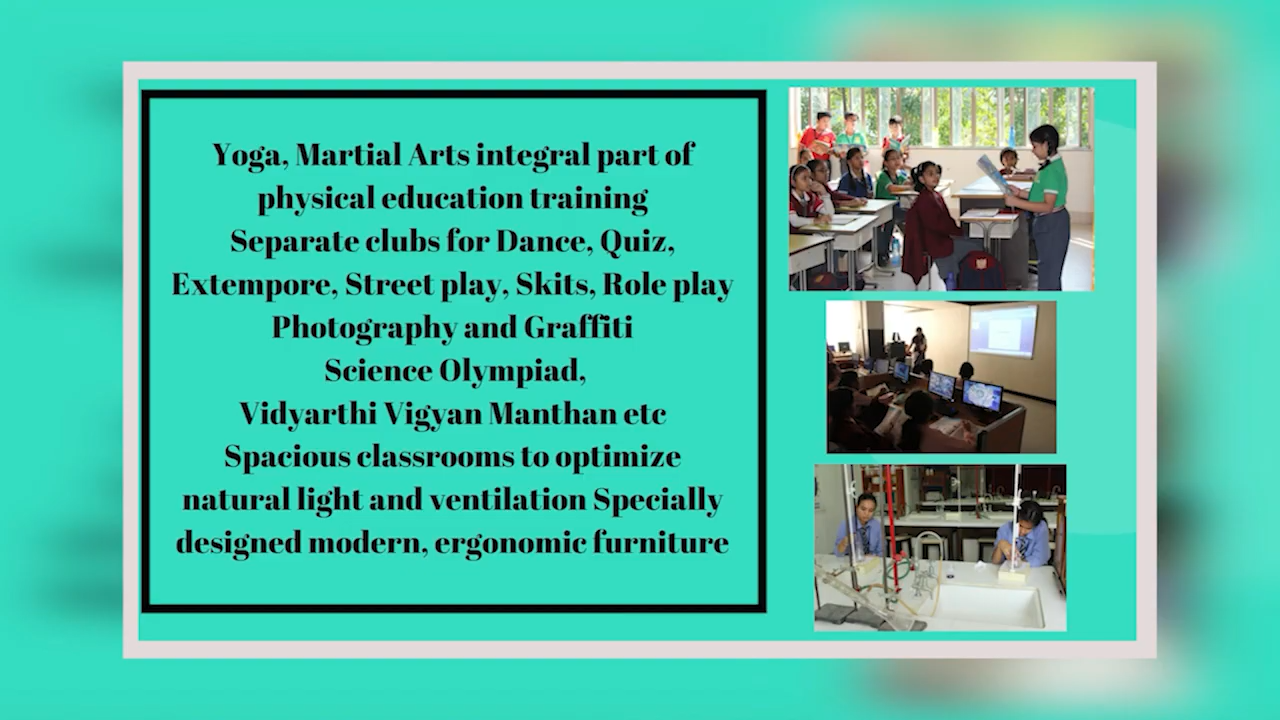 Yoga, Martial Arts integral part of
physical education training
Separate clubs for Dance, Quiz,
Extempore, Street play, Skits, Role play
Photography and Graffiti
Science Olympiad,
Vidyarthi Vigyan Manthan etc
Spacious classrooms to optimize
natural light and ventilation Specially
designed modern, ergonomic furniture